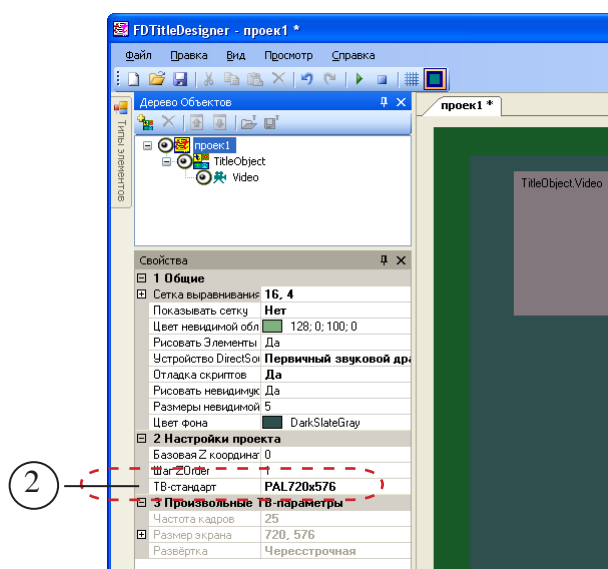 FDTitleDesigner - проек1 *
Файл Правка Вид Просмотр Справка
Дерево Объектов
проек1 *
Типы элементов
проек1
TitleObject
Video
TitleObject.Video
Свойства
1 Общие
Сетка выравнивания 16, 4
Показывать сетку Нет
Цвет невидимой обл 128; 0; 100; 0
Рисовать Элементы Да
Устройство DirectSou Первичный звуковой дра
Отладка скриптов Да
Рисовать невидимую Да
Размеры невидимой 5
Цвет фона DarkSlateGray
2 Настройки проекта
Базовая Z координат 0
Шаг ZOrder 1
2
ТВ-стандарт PAL720x576
3 Произвольные ТВ-параметры
Частота кадров 25
Размер экрана 720, 576
Развёртка Чересстрочная